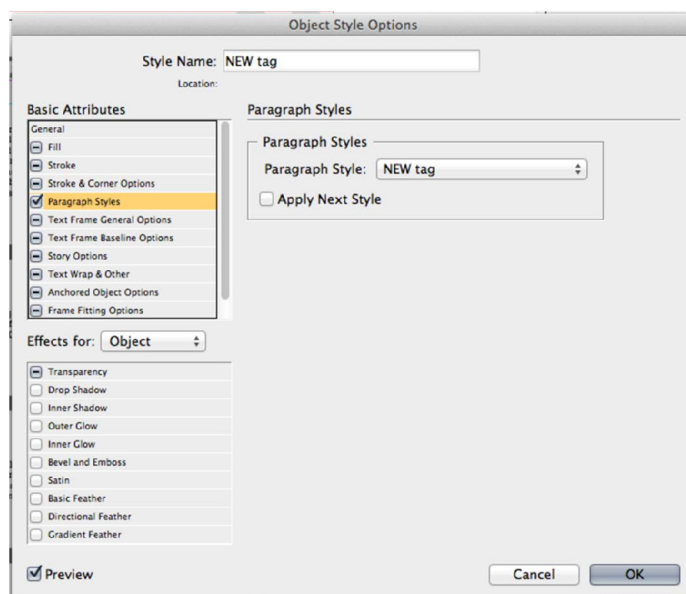 Object Style Options
Style Name: NEW tag
Location:
Basic Attributes
General
Fill
Stroke
Stroke & Corner Options
Paragraph Styles
Text Frame General Options
Text Frame Baseline Options
Story Options
Text Wrap & Other
Anchored Object Options
Frame Fitting Options
Paragraph Styles
Paragraph Styles
Paragraph Style: NEW tag
Apply Next Style
Effects for: Object
Transparency
Drop Shadow
Inner Shadow
Outer Glow
Inner Glow
Bevel and Emboss
Satin
Basic Feather
Directional Feather
Gradient Feather
Preview
Cancel
OK